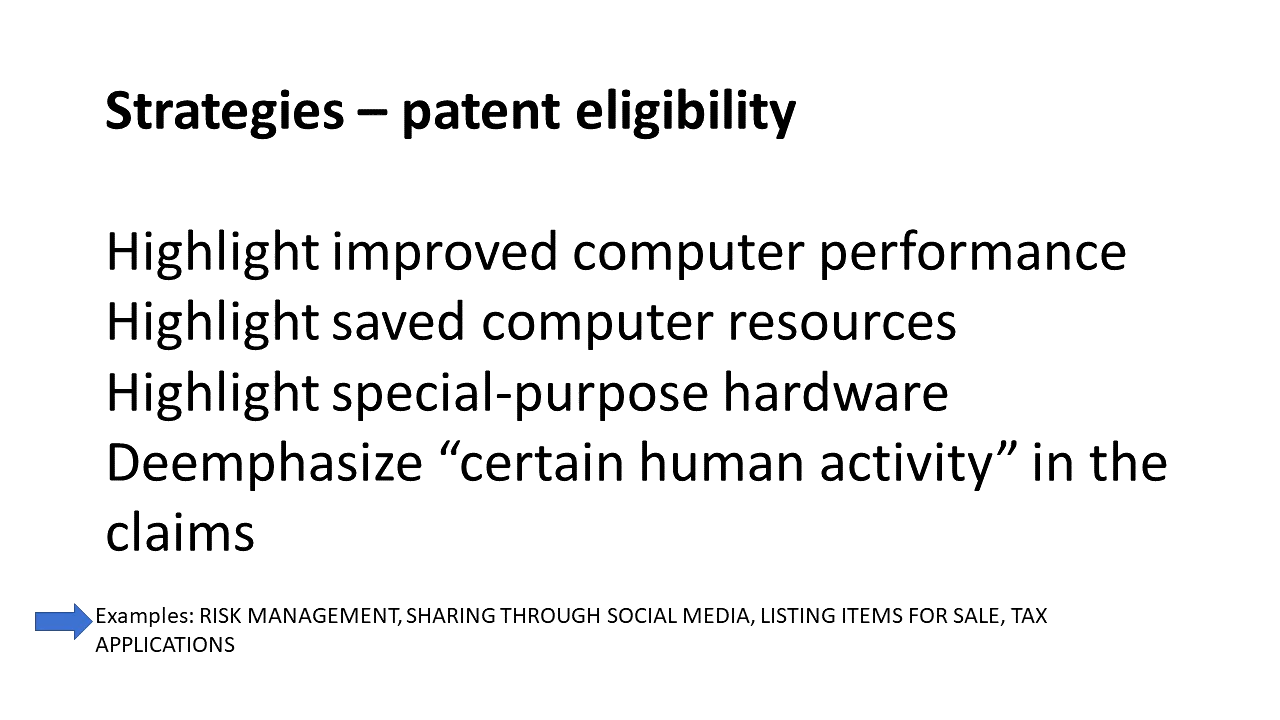 Strategies – patent eligibility
Highlight improved computer performance
Highlight saved computer resources
Highlight special-purpose hardware
Deemphasize “certain human activity” in the
claims
Examples: RISK MANAGEMENT, SHARING THROUGH SOCIAL MEDIA, LISTING ITEMS FOR SALE, TAX
APPLICATIONS